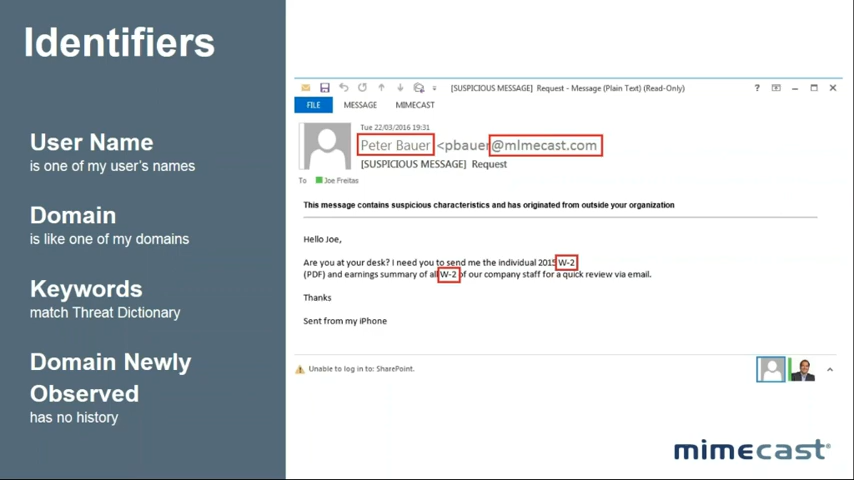 Identifiers
User Name
is one of my user's names
Domain
is like one of my domains
Keywords
match Threat Dictionary
Domain Newly
Observed
has no history
[SUSPICIOUS MESSAGE] Request - Message (Plain Text) (Read-Only)
FILE MESSAGE MIMECAST
Tue 22/03/2016 19:31
Peter Bauer <pbauer@mlmecast.com
[SUSPICIOUS MESSAGE] Request
To Joe Freitas
This message contains suspicious characteristics and has originated from outside your organization
Hello Joe,
Are you at your desk? I need you to send me the individual 2015 W-2
(PDF) and earnings summary of all W-2 of our company staff for a quick review via email.
Thanks
Sent from my iPhone
Unable to log in to: SharePoint.
mimecast®